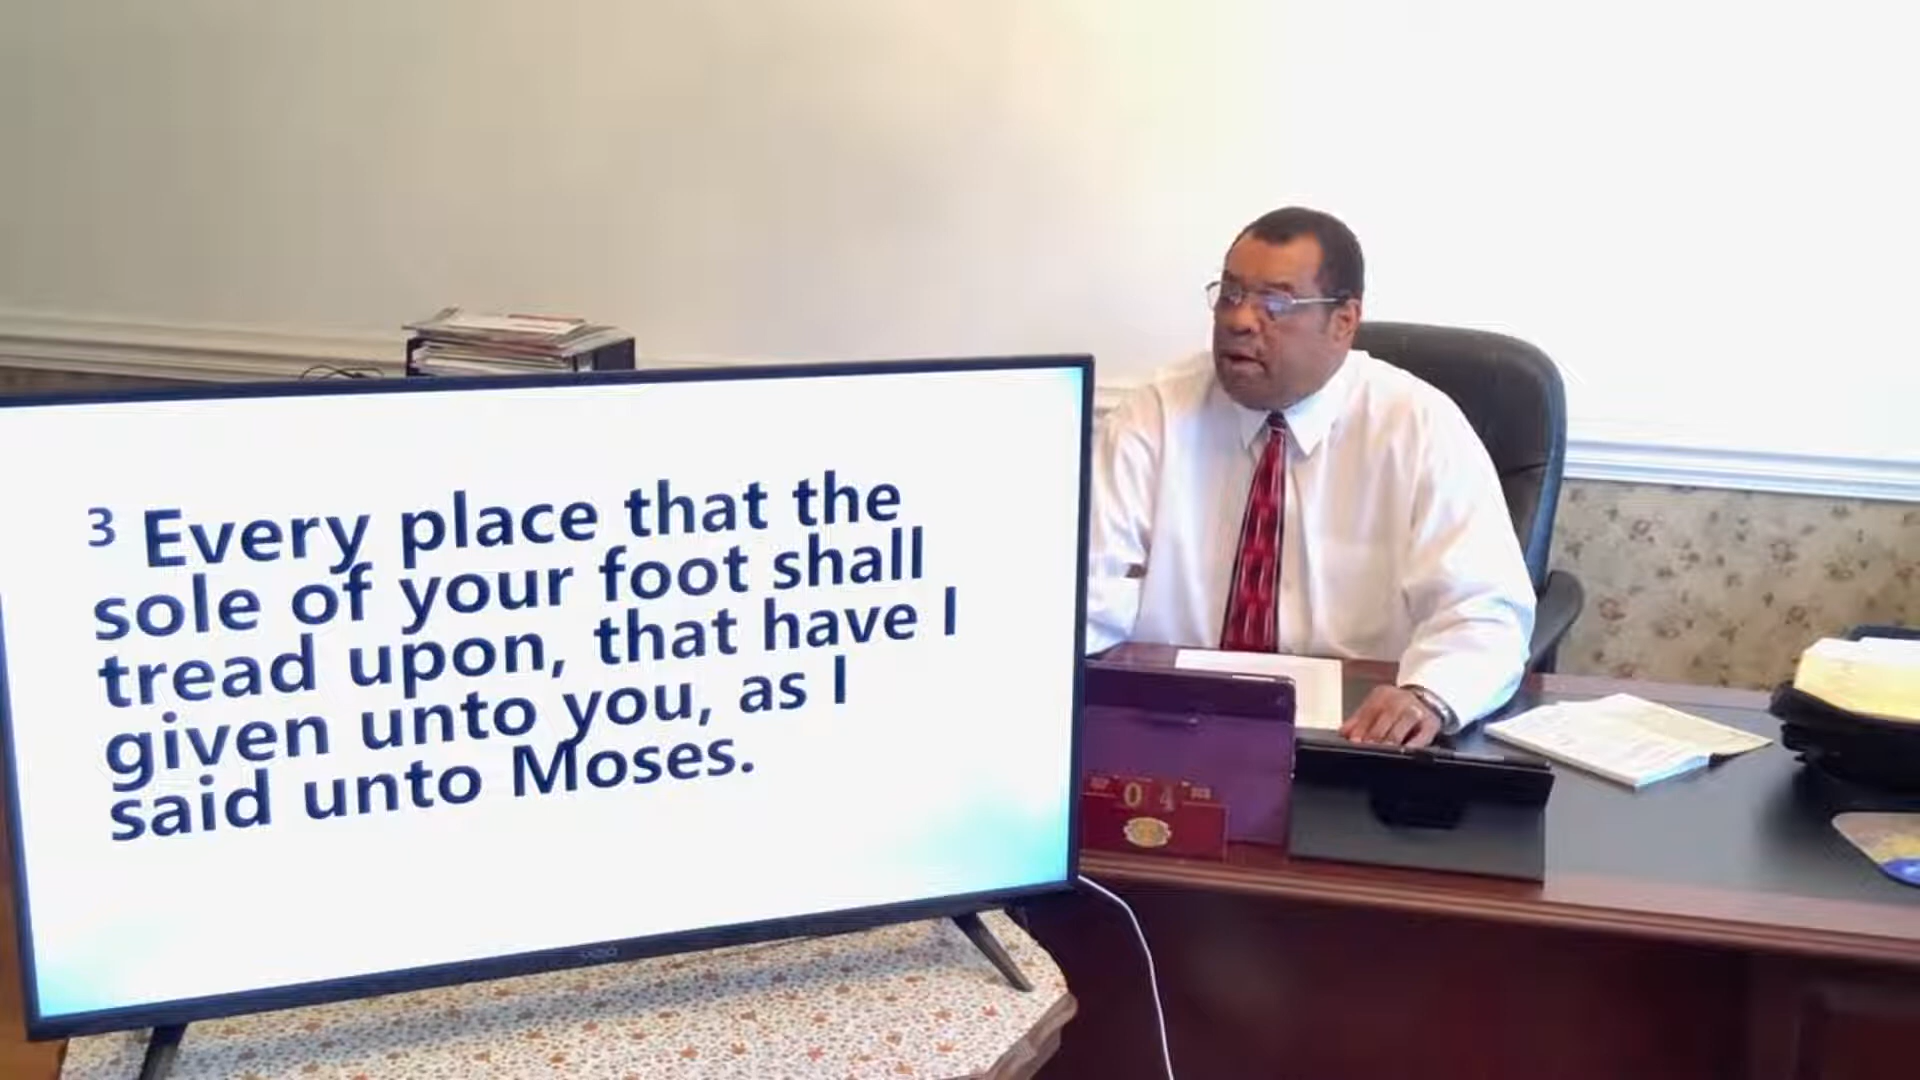 3 Every place that the
sole of your foot shall
tread upon, that have I
given unto you, as I
said unto Moses.
04